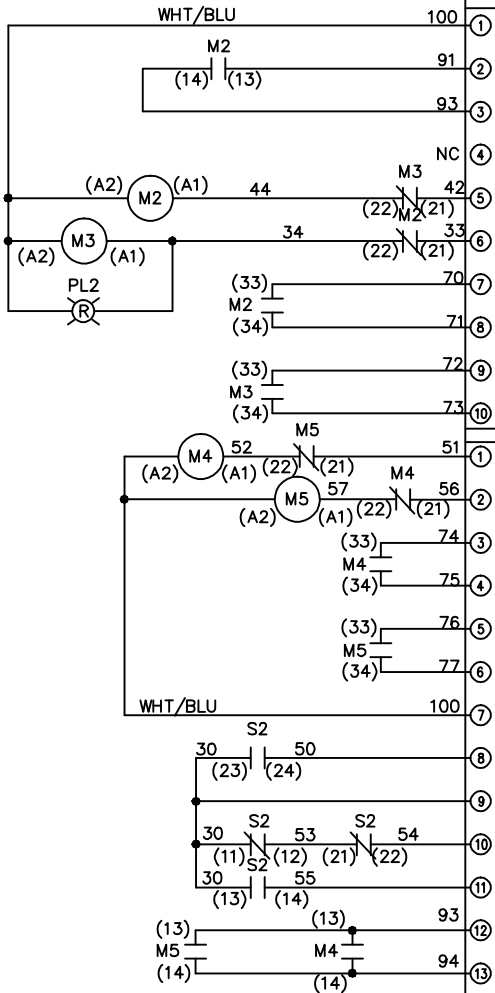 WHT/BLU 100 1
M2
91 2
(14) (13)
93 3
NC 4
M3
(A2) M2 (A1) 44 42 5
(22) (21)
M2
(A2) M3 (A1) 34 33 6
(22) (21)
PL2
R
(33) 70 7
M2
(34) 71 8
(33) 72 9
M3
(34) 73 10
M5
M4 52 51 1
(A2) (A1) (22) (21)
M4
M5 57 56 2
(A2) (A1) (22) (21)
(33) 74 3
M4
(34) 75 4
(33) 76 5
M5
(34) 77 6
WHT/BLU 100 7
S2
30 50 8
(23) (24)
9
S2 S2
30 53 54 10
(11) (12) (21) (22)
S2
30 55 11
(13) (14)
(13) (13) 93 12
M5 M4
(14) (14) 94 13